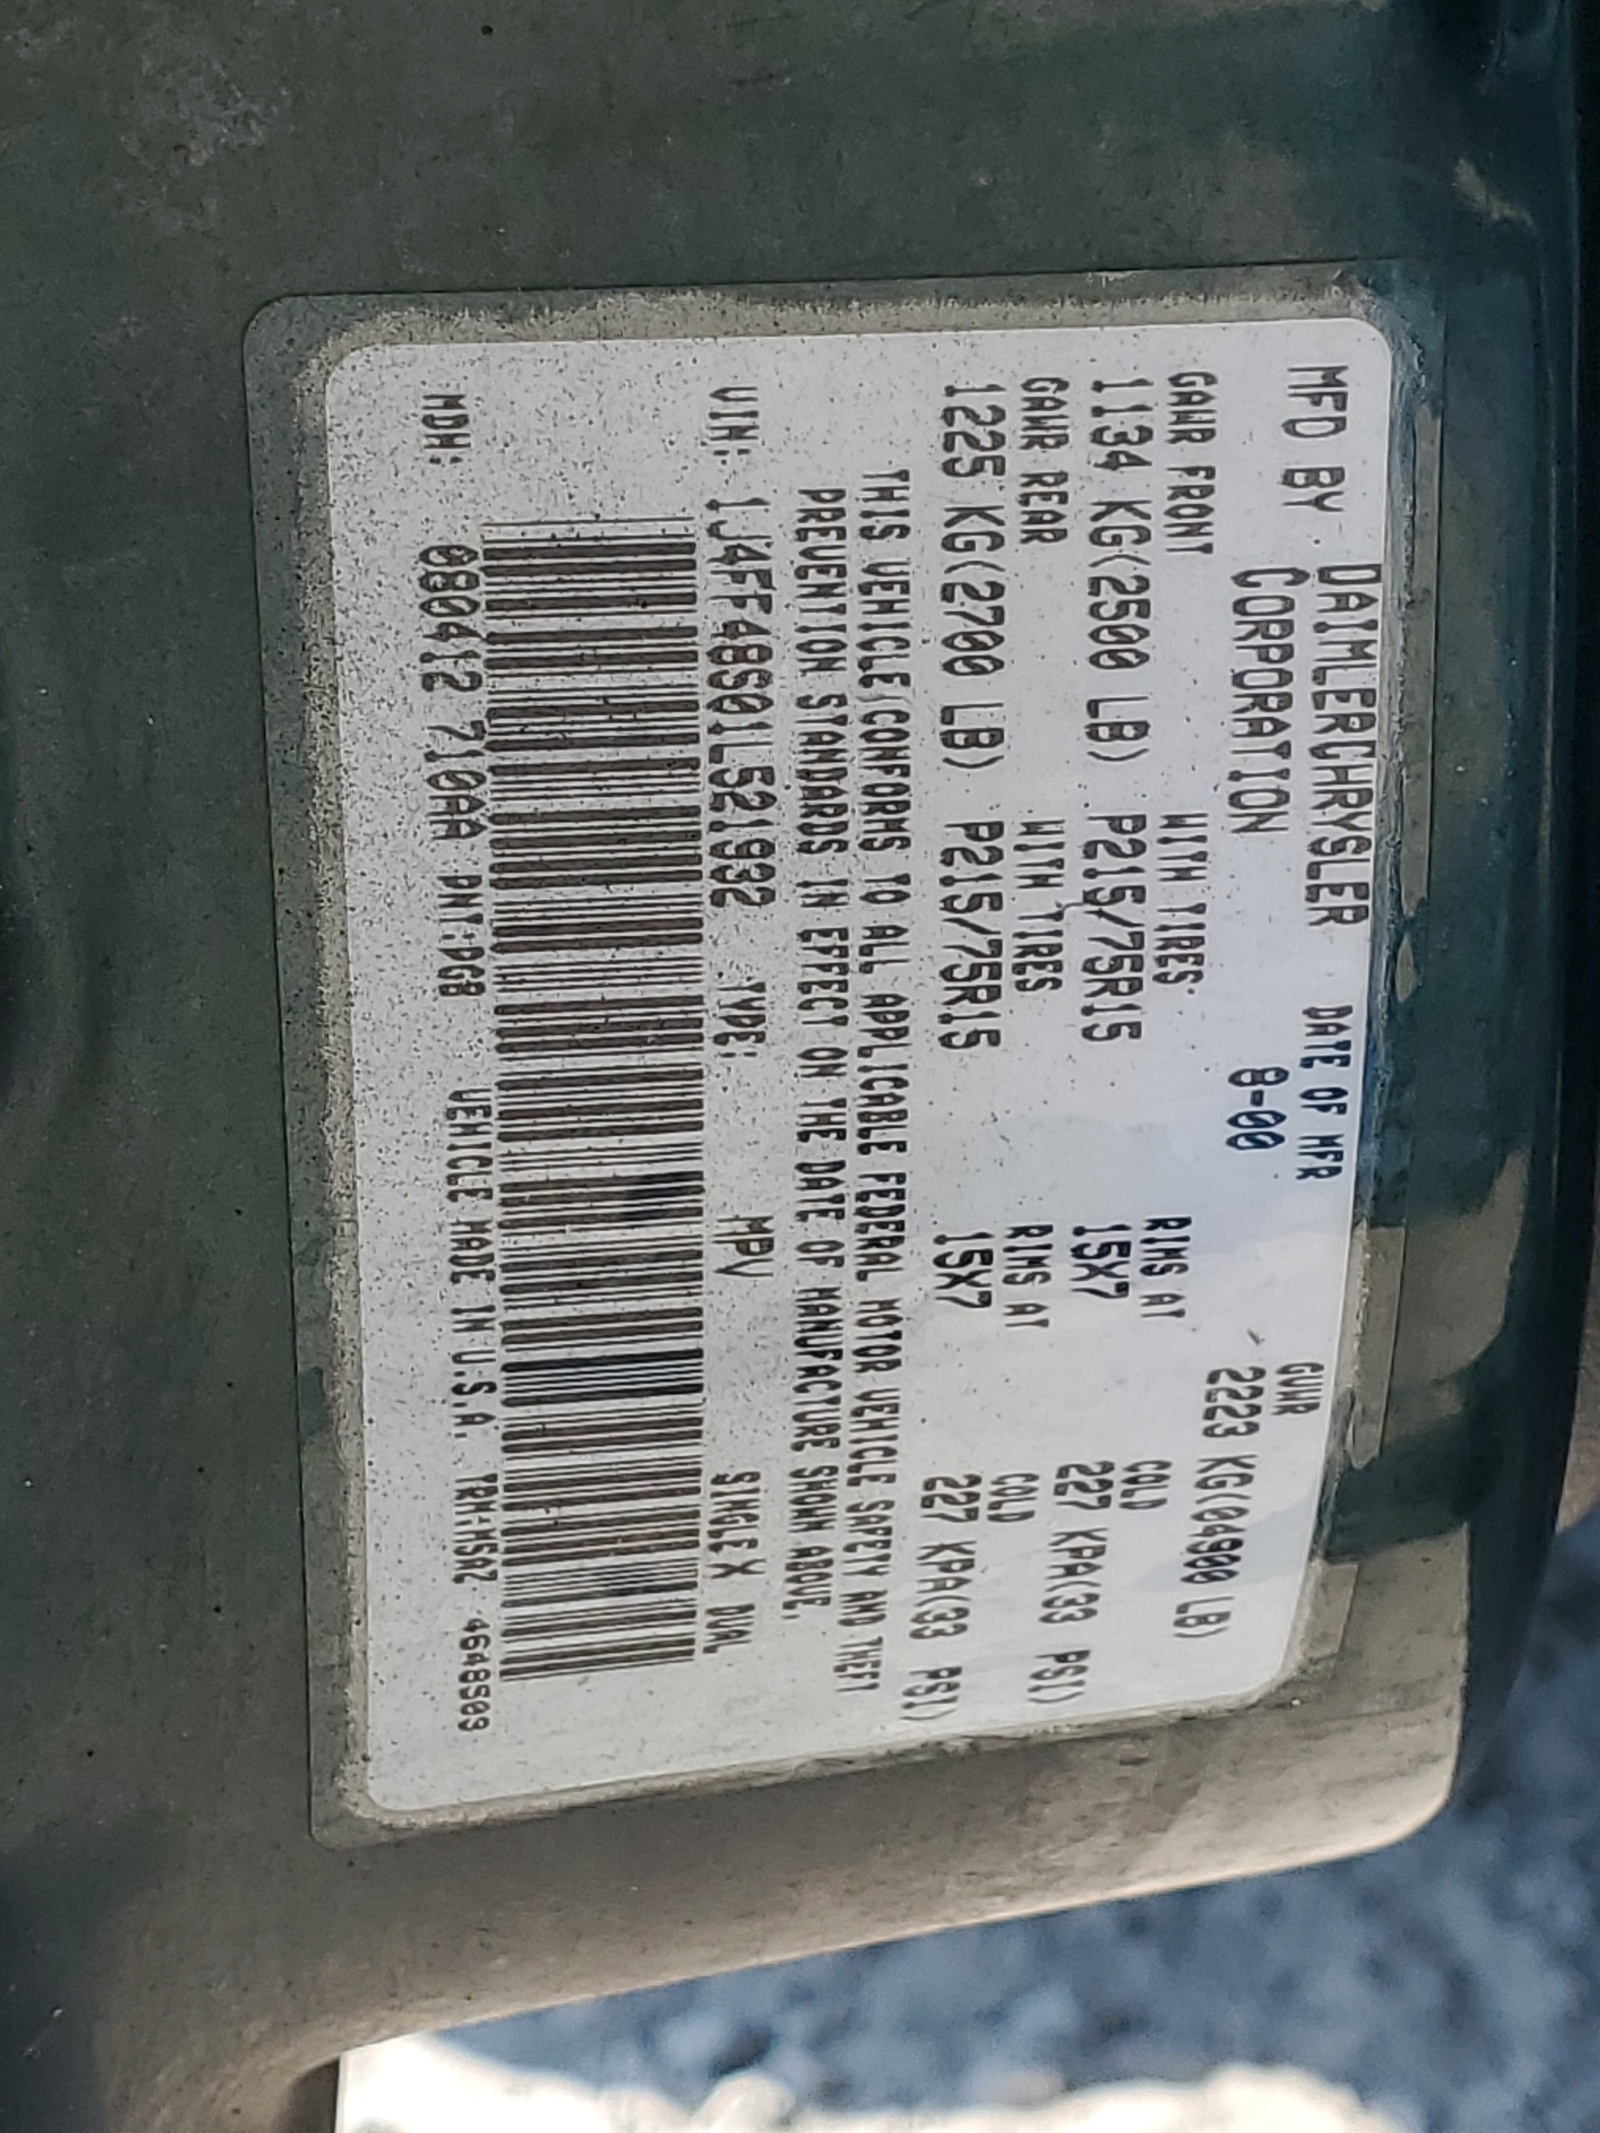 MFD BY DAIMLERCHRYSLER DATE OF MFR GVWR
CORPORATION 8-00 2223 KG(04900 LB)
GAWR FRONT WITH TIRES RIMS AT COLD
1134 KG(2500 LB) P215/75R15 15X7 227 KPA(33 PSI)
GAWR REAR WITH TIRES RIMS AT COLD
1225 KG(2700 LB) P215/75R15 15X7 227 KPA(33 PSI)
THIS VEHICLE CONFORMS TO ALL APPLICABLE FEDERAL MOTOR VEHICLE SAFETY AND THEFT
PREVENTION STANDARDS IN EFFECT ON THE DATE OF MANUFACTURE SHOWN ABOVE.
VIN: 1J4FF48S01L521932 TYPE: MPV SINGLE X DUAL
MDH: 080412 710AA PNT:PGB VEHICLE MADE IN U.S.A. TRM:M5AZ 4648509